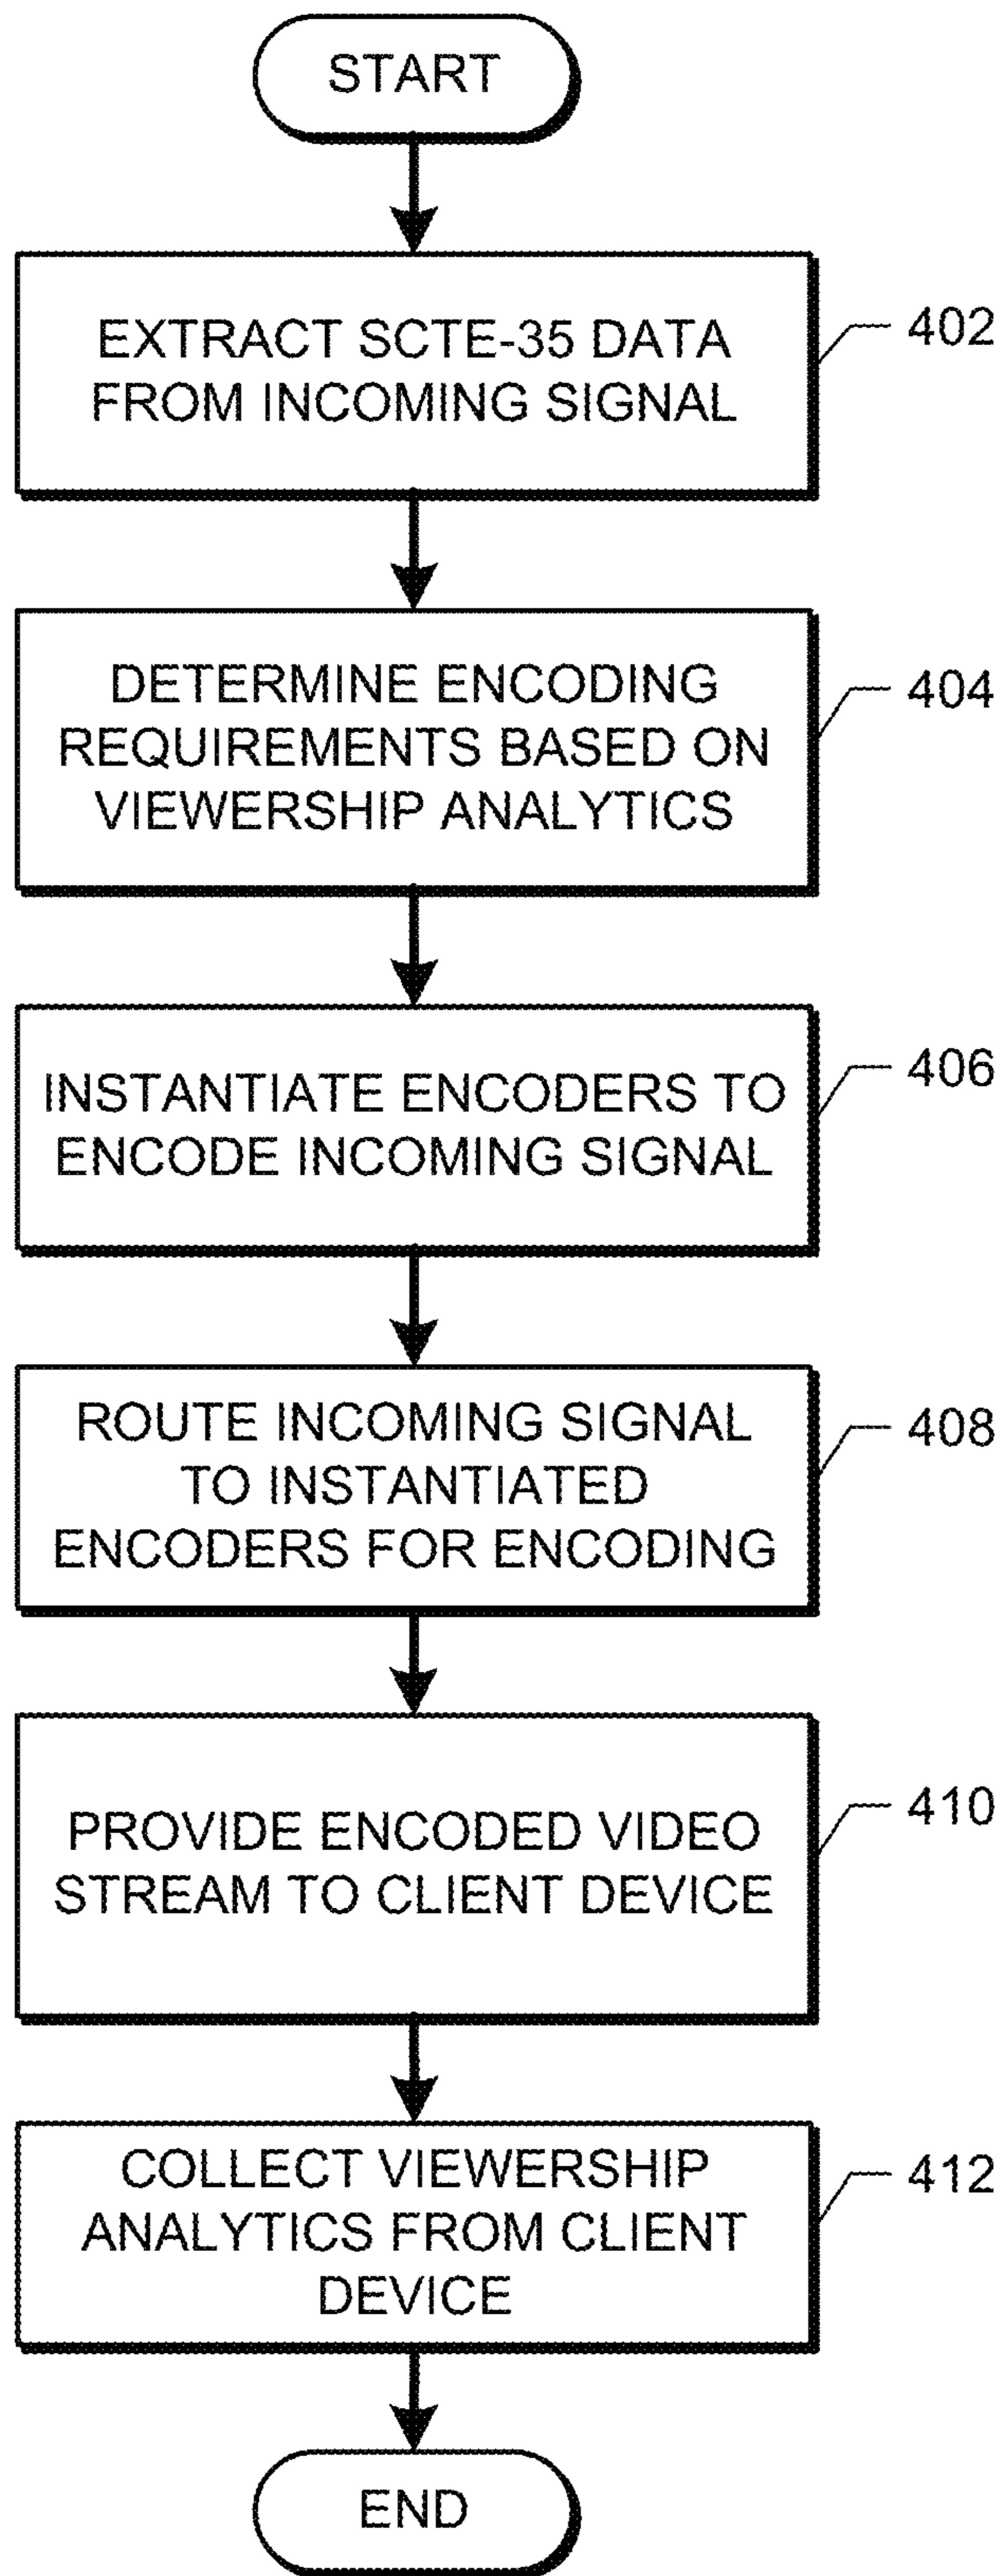 START
EXTRACT SCTE-35 DATA
FROM INCOMING SIGNAL
402
DETERMINE ENCODING
REQUIREMENTS BASED ON
VIEWERSHIP ANALYTICS
404
INSTANTIATE ENCODERS TO
ENCODE INCOMING SIGNAL
406
ROUTE INCOMING SIGNAL
TO INSTANTIATED
ENCODERS FOR ENCODING
408
PROVIDE ENCODED VIDEO
STREAM TO CLIENT DEVICE
410
COLLECT VIEWERSHIP
ANALYTICS FROM CLIENT
DEVICE
412
END